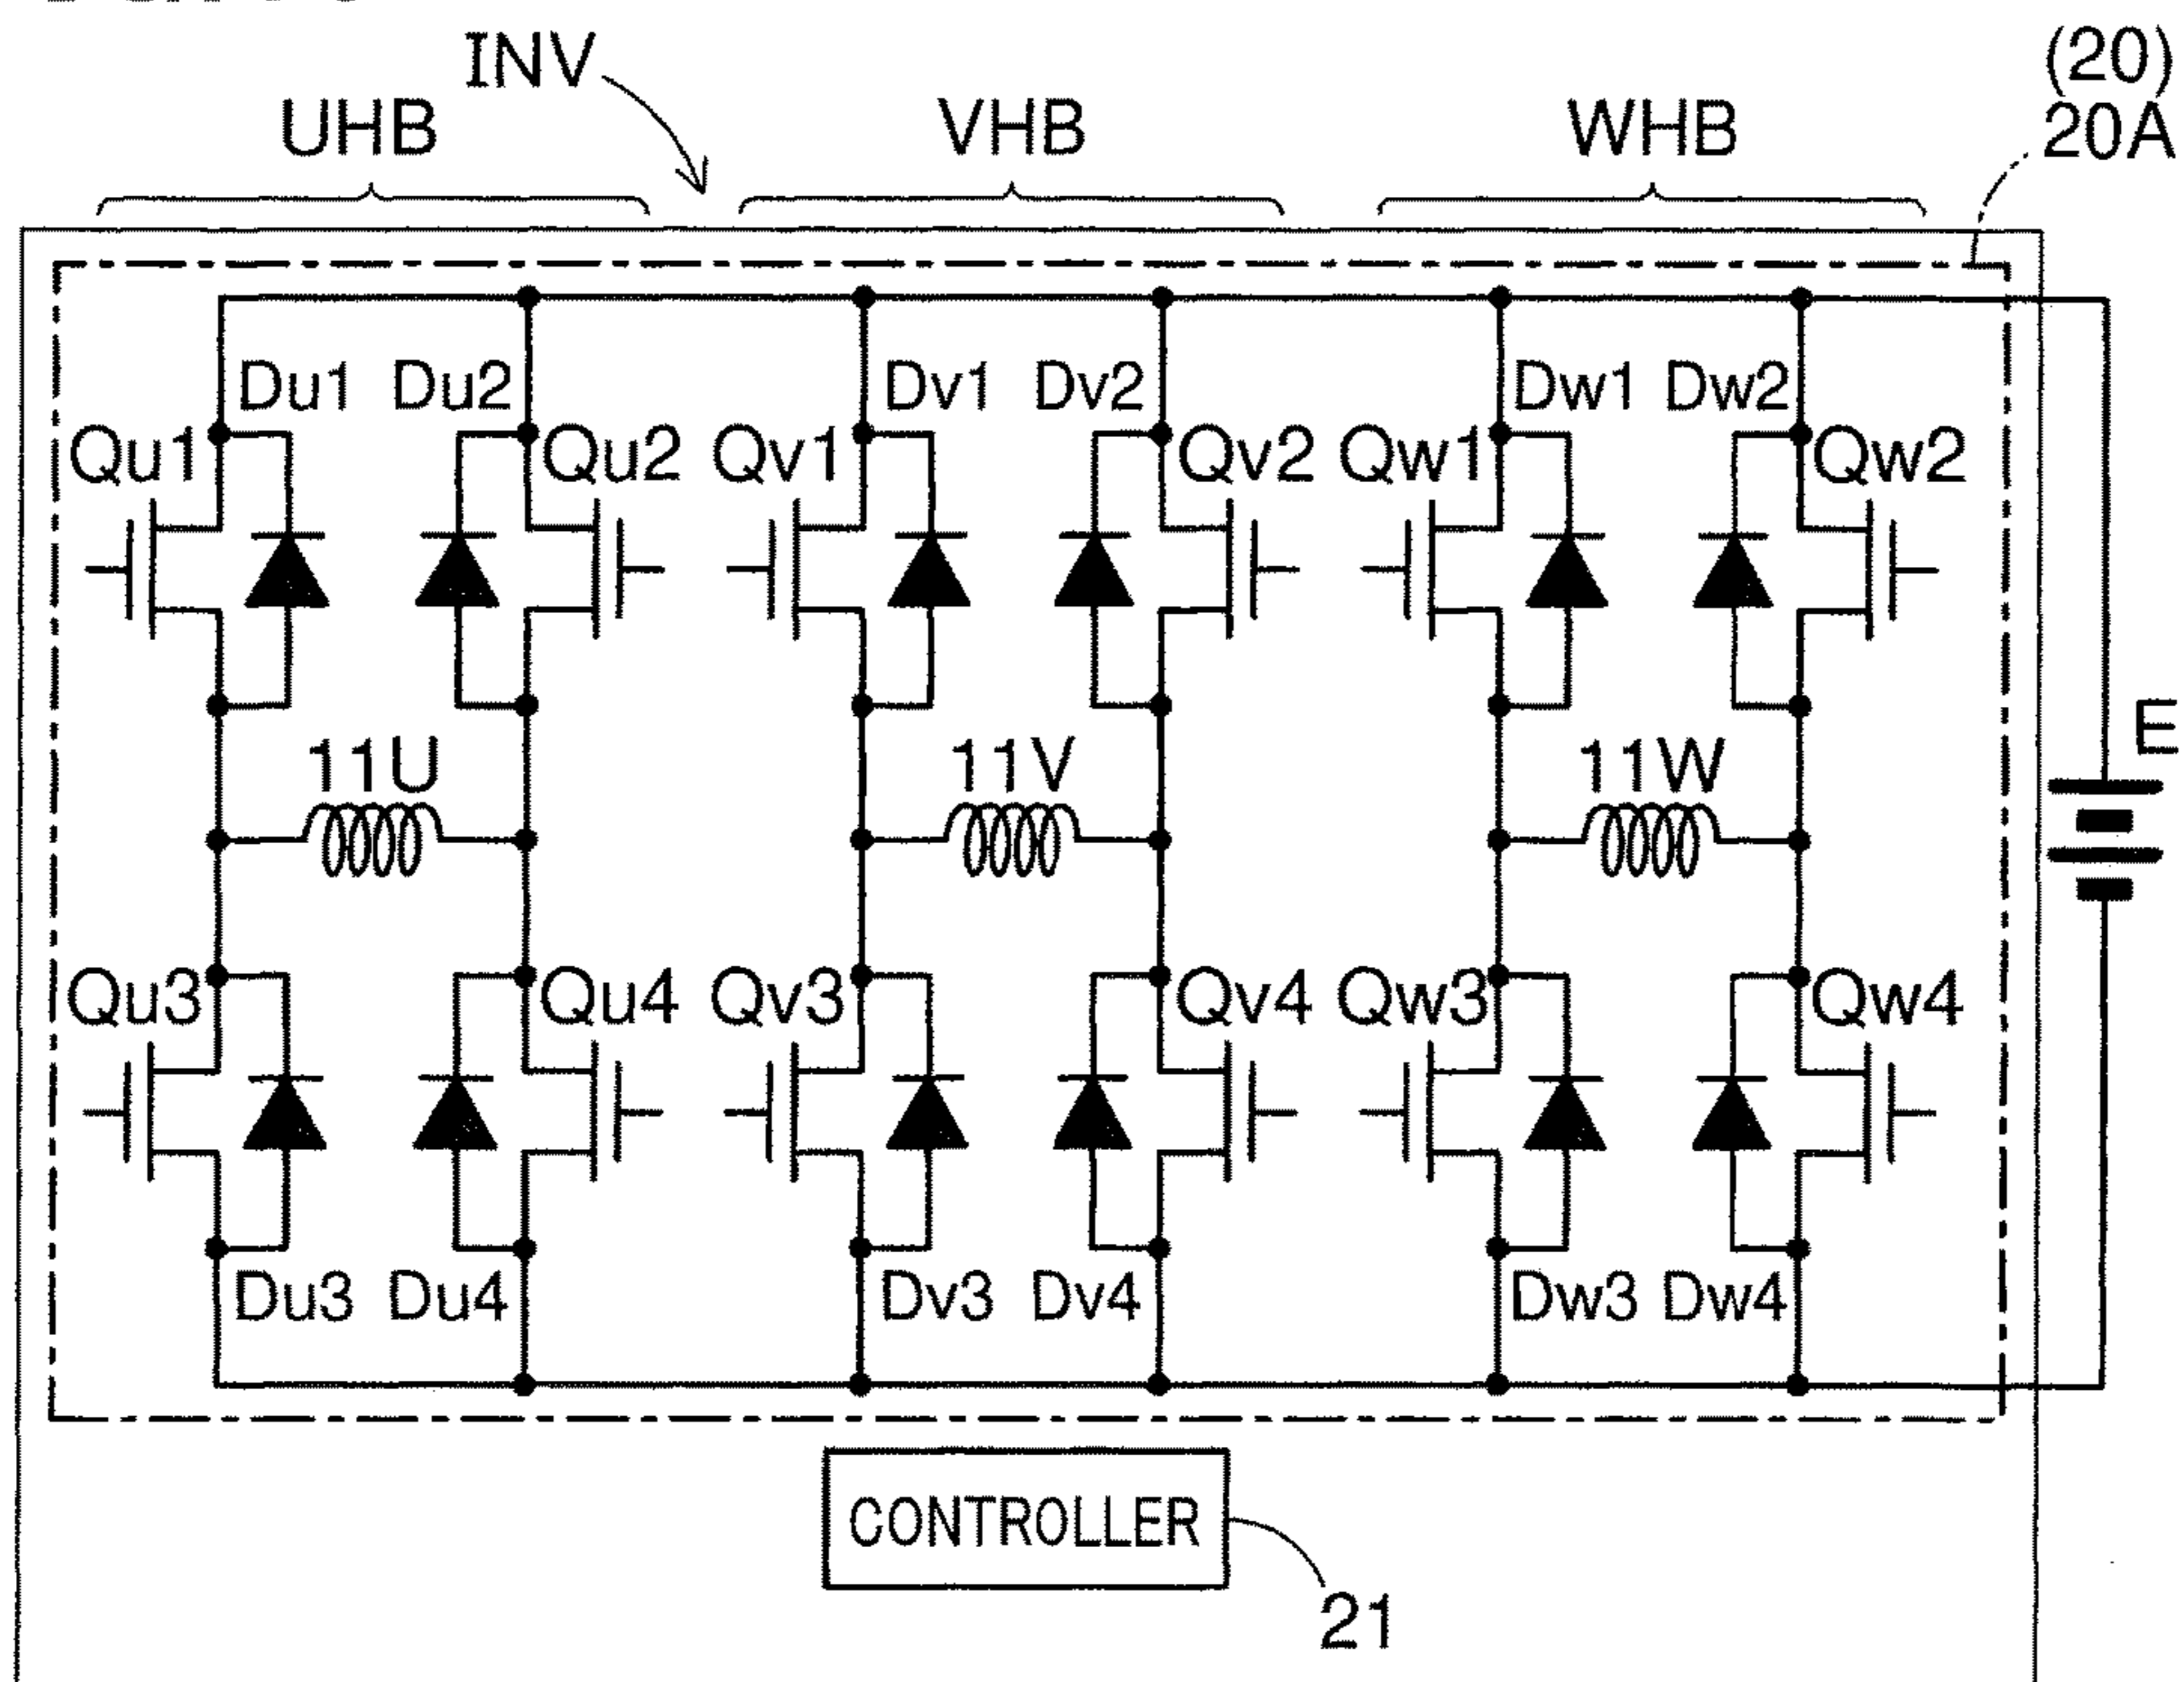 INV
(20)
UHB VHB WHB 20A
Du1 Du2 Dv1 Dv2 Dw1 Dw2
Qu1 Qu2 Qv1 Qv2 Qw1 Qw2
E
11U 11V 11W
Qu3 Qu4 Qv3 Qv4 Qw3 Qw4
Du3 Du4 Dv3 Dv4 Dw3 Dw4
CONTROLLER
21